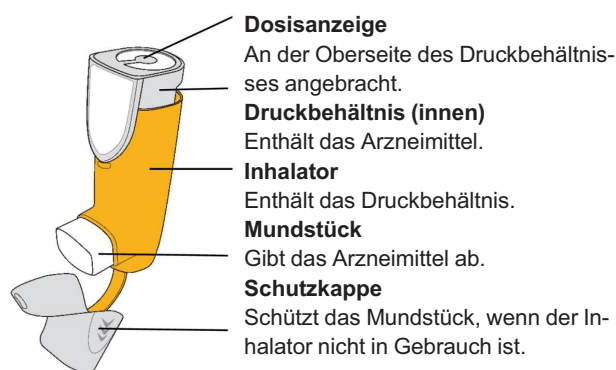 Dosisanzeige
An der Oberseite des Druckbehältnis-
ses angebracht.
Druckbehältnis (innen)
Enthält das Arzneimittel.
Inhalator
Enthält das Druckbehältnis.
Mundstück
Gibt das Arzneimittel ab.
Schutzkappe
Schützt das Mundstück, wenn der In-
halator nicht in Gebrauch ist.